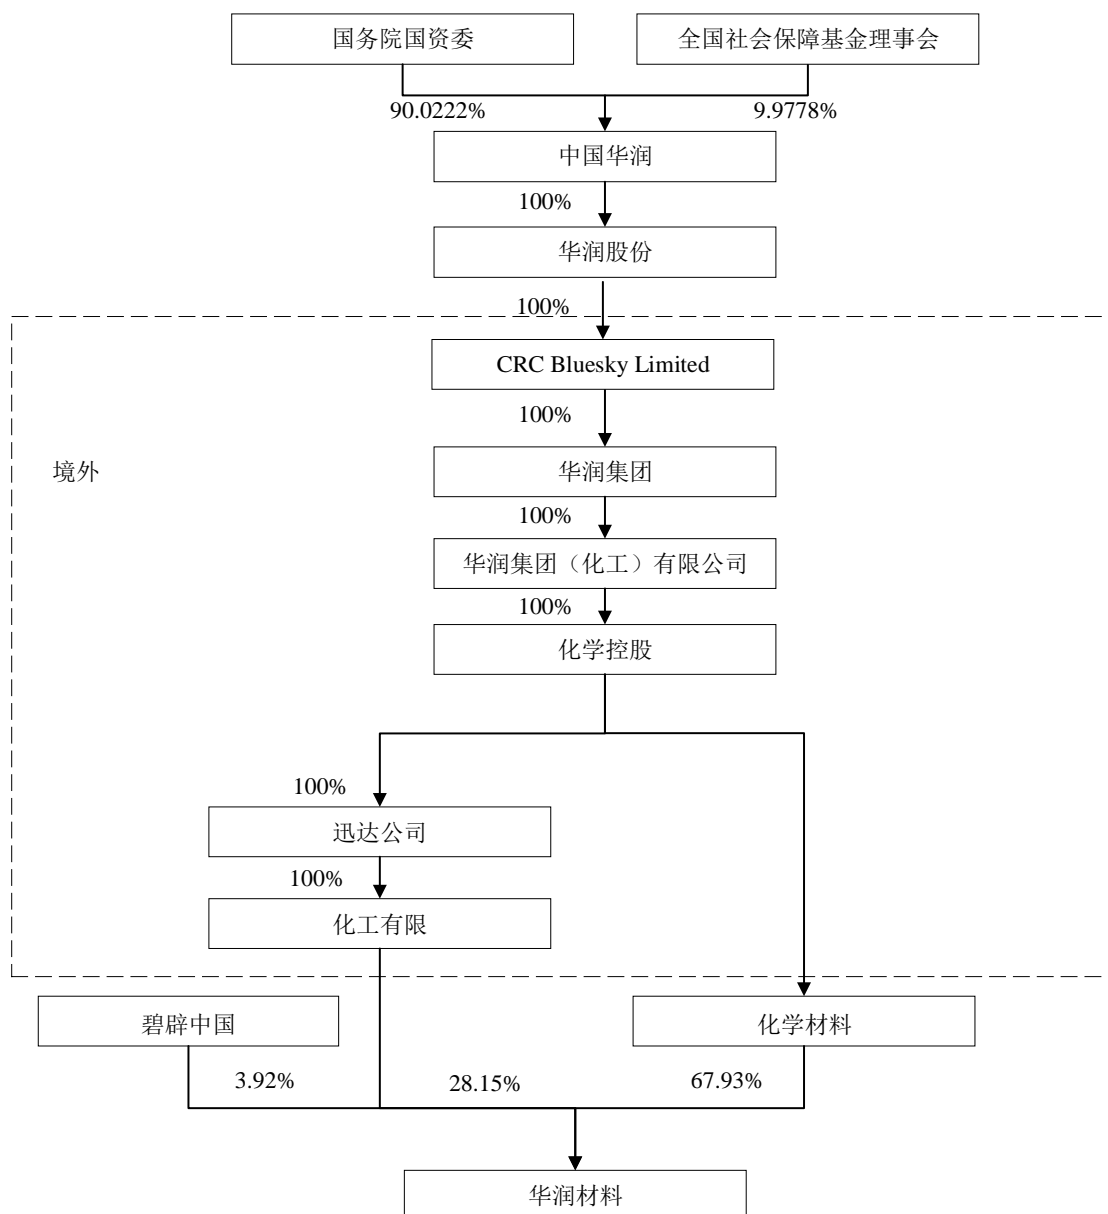 国务院国资委
全国社会保障基金理事会
90.0222%
9.9778%
中国华润
100%
华润股份
100%
CRC Bluesky Limited
100%
境外
华润集团
100%
华润集团（化工）有限公司
100%
化学控股
100%
迅达公司
100%
化工有限
碧辟中国
化学材料
3.92%
28.15%
67.93%
华润材料